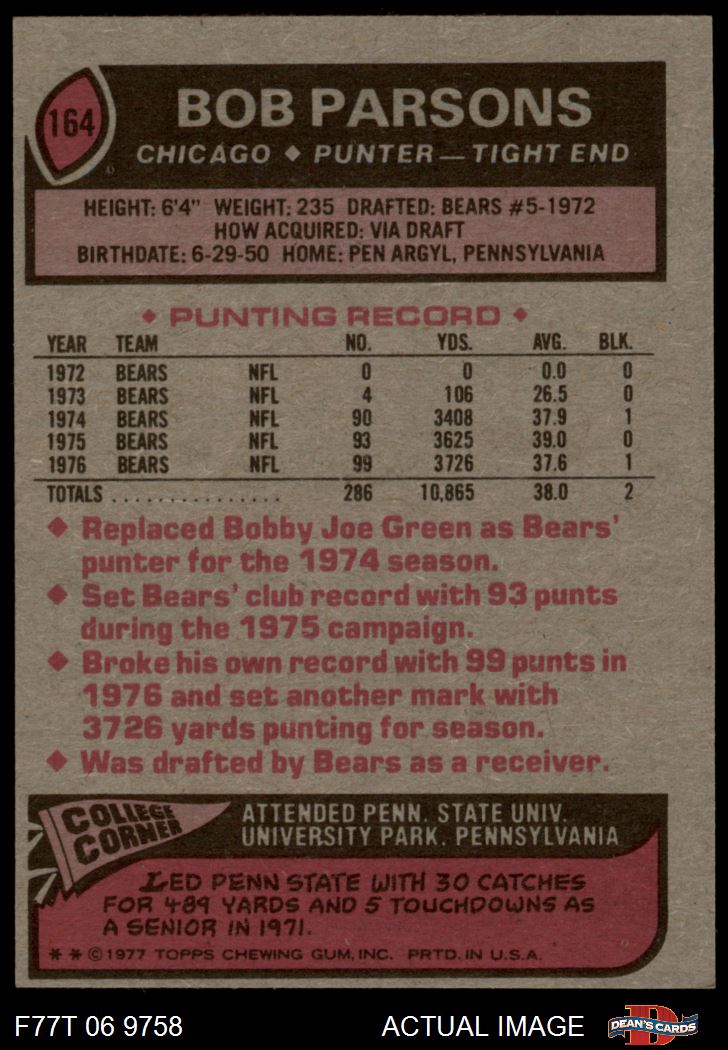 164
BOB PARSONS
CHICAGO ◆ PUNTER—TIGHT END
HEIGHT: 6'4" WEIGHT: 235 DRAFTED: BEARS #5-1972
HOW ACQUIRED: VIA DRAFT
BIRTHDATE: 6-29-50 HOME: PEN ARGYL, PENNSYLVANIA
◆ PUNTING RECORD ◆
YEAR TEAM NO. YDS. AVG. BLK.
1972 BEARS NFL 0 0 0.0 0
1973 BEARS NFL 4 106 26.5 0
1974 BEARS NFL 90 3408 37.9 1
1975 BEARS NFL 93 3625 39.0 0
1976 BEARS NFL 99 3726 37.6 1
TOTALS ................ 286 10,865 38.0 2
◆ Replaced Bobby Joe Green as Bears'
punter for the 1974 season.
◆ Set Bears' club record with 93 punts
during the 1975 campaign.
◆ Broke his own record with 99 punts in
1976 and set another mark with
3726 yards punting for season.
◆ Was drafted by Bears as a receiver.
COLLEGE
CORNER
ATTENDED PENN. STATE UNIV.
UNIVERSITY PARK, PENNSYLVANIA
LED PENN STATE WITH 30 CATCHES
FOR 489 YARDS AND 5 TOUCHDOWNS AS
A SENIOR IN 1971.
* * © 1977 TOPPS CHEWING GUM, INC. PRTD. IN U.S.A.
F77T 06 9758 ACTUAL IMAGE
D
DEAN'S CARDS